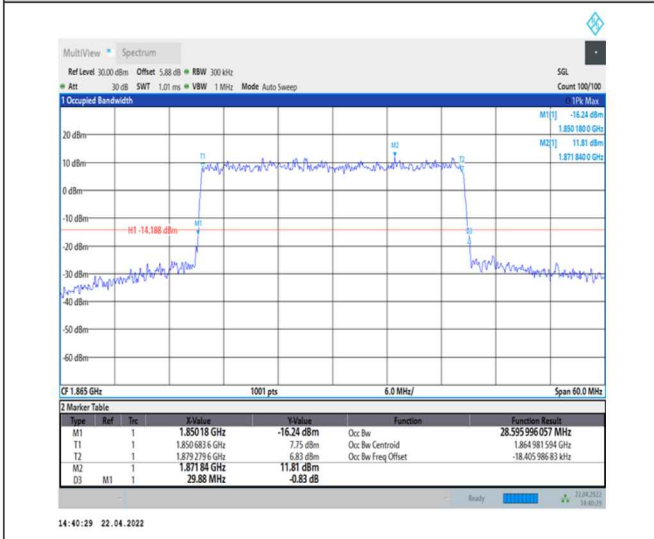 MultiView Spectrum
Ref Level 30.00 dBm Offset 5.88 dB RBW 300 kHz SGL
Att 30 dB SWT 1.01 ms VBW 1 MHz Mode Auto Sweep Count 100/100
1 Occupied Bandwidth 1Pk Max
M1[1] -16.24 dBm
1.850 180 0 GHz
M2[1] 11.81 dBm
1.871 840 0 GHz
20 dBm
M2
T1 T2
10 dBm
0 dBm
-10 dBm
M1
H1 -14.188 dBm
D3
-20 dBm
-30 dBm
-40 dBm
-50 dBm
-60 dBm
CF 1.865 GHz 1001 pts 6.0 MHz/ Span 60.0 MHz
2 Marker Table
Type Ref Trc X-Value Y-Value Function Function Result
M1 1 1.85018 GHz -16.24 dBm Occ Bw 28.595 996 057 MHz
T1 1 1.850 683 6 GHz 7.75 dBm Occ Bw Centroid 1.864 981 594 GHz
T2 1 1.879 279 6 GHz 6.83 dBm Occ Bw Freq Offset -18.405 986 83 kHz
M2 1 1.871 84 GHz 11.81 dBm
D3 M1 1 29.88 MHz -0.83 dB
Ready 22.04.2022
14:40:29
14:40:29 22.04.2022